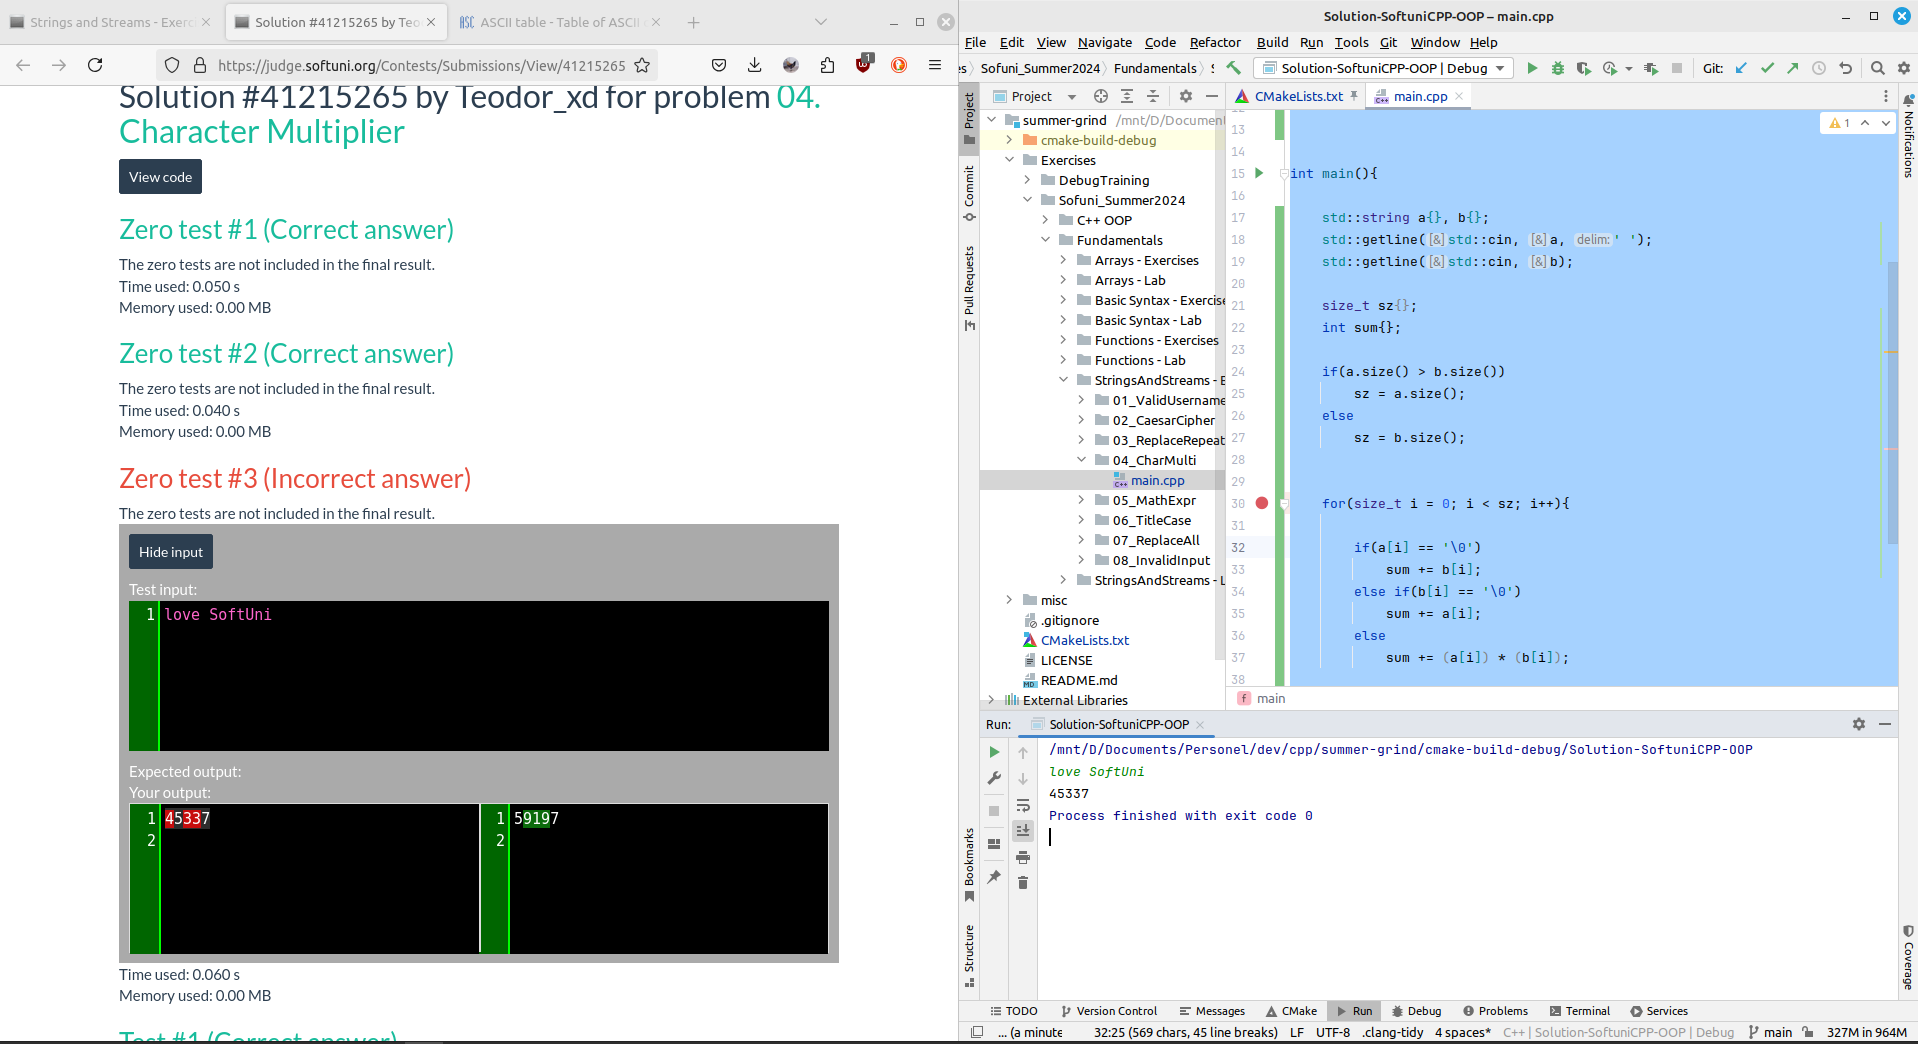 Strings and Streams - Exerc
Solution #41215265 by Teo
ASCII table - Table of ASCII
https://judge.softuni.org/Contests/Submissions/View/41215265
1
Solution #41215265 by Teodor_xd for problem 04.
Character Multiplier
View code
Zero test #1 (Correct answer)
The zero tests are not included in the final result.
Time used: 0.050 s
Memory used: 0.00 MB
Zero test #2 (Correct answer)
The zero tests are not included in the final result.
Time used: 0.040 s
Memory used: 0.00 MB
Zero test #3 (Incorrect answer)
The zero tests are not included in the final result.
Hide input
Test input:
1 love SoftUni
Expected output:
Your output:
1 45337
2
1 59197
2
Time used: 0.060 s
Memory used: 0.00 MB
Test #1 (Correct answer)
Solution-SoftuniCPP-OOP – main.cpp
File Edit View Navigate Code Refactor Build Run Tools Git Window Help
Sofuni_Summer2024 Fundamentals Solution-SoftuniCPP-OOP | Debug Git:
Project
Commit
Pull Requests
Bookmarks
Structure
Project
summer-grind /mnt/D/Documen
cmake-build-debug
Exercises
DebugTraining
Sofuni_Summer2024
C++ OOP
Fundamentals
Arrays - Exercises
Arrays - Lab
Basic Syntax - Exercise
Basic Syntax - Lab
Functions - Exercises
Functions - Lab
StringsAndStreams - E
01_ValidUsername
02_CaesarCipher
03_ReplaceRepeat
04_CharMulti
main.cpp
05_MathExpr
06_TitleCase
07_ReplaceAll
08_InvalidInput
StringsAndStreams - L
misc
.gitignore
CMakeLists.txt
LICENSE
README.md
External Libraries
CMakeLists.txt main.cpp
1
13
14
15 int main(){
16
17 std::string a{}, b{};
18 std::getline([&]std::cin, [&]a, delim:' ');
19 std::getline([&]std::cin, [&]b);
20
21 size_t sz{};
22 int sum{};
23
24 if(a.size() > b.size())
25 sz = a.size();
26 else
27 sz = b.size();
28
29
30 for(size_t i = 0; i < sz; i++){
31
32 if(a[i] == '\0')
33 sum += b[i];
34 else if(b[i] == '\0')
35 sum += a[i];
36 else
37 sum += (a[i]) * (b[i]);
38
f main
Notifications
Coverage
Run: Solution-SoftuniCPP-OOP
/mnt/D/Documents/Personel/dev/cpp/summer-grind/cmake-build-debug/Solution-SoftuniCPP-OOP
love SoftUni
45337
Process finished with exit code 0
TODO Version Control Messages CMake Run Debug Problems Terminal Services
... (a minute 32:25 (569 chars, 45 line breaks) LF UTF-8 .clang-tidy 4 spaces* C++ | Solution-SoftuniCPP-OOP | Debug main 327M in 964M